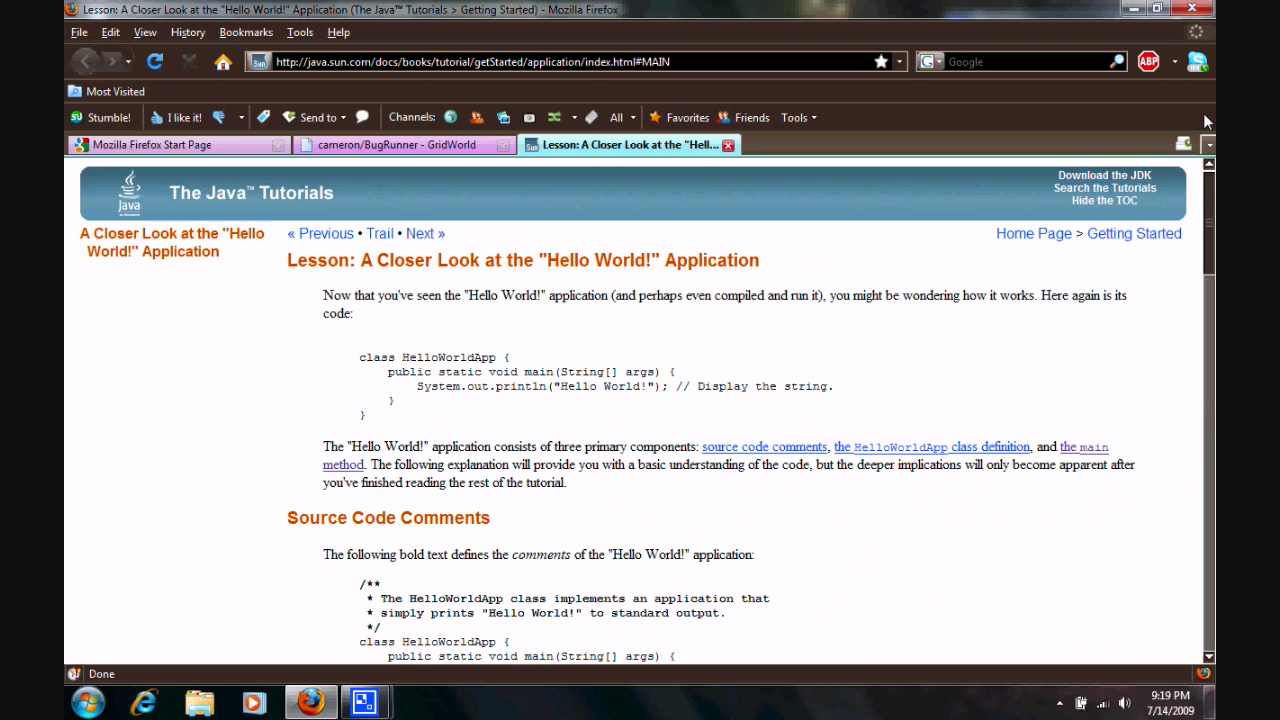 Lesson: A Closer Look at the "Hello World!" Application (The Java™ Tutorials > Getting Started) - Mozilla Firefox
File Edit View History Bookmarks Tools Help
http://java.sun.com/docs/books/tutorial/getStarted/application/index.html#MAIN
Google
ABP
Most Visited
Stumble! I like it! Send to Channels: All Favorites Friends Tools
Mozilla Firefox Start Page
cameron/BugRunner - GridWorld
Sun
Lesson: A Closer Look at the "Hell...
Java
The Java™ Tutorials
Download the JDK
Search the Tutorials
Hide the TOC
A Closer Look at the "Hello
World!" Application
« Previous • Trail • Next »
Home Page > Getting Started
Lesson: A Closer Look at the "Hello World!" Application
Now that you've seen the "Hello World!" application (and perhaps even compiled and run it), you might be wondering how it works. Here again is its
code:
class HelloWorldApp {
public static void main(String[] args) {
System.out.println("Hello World!"); // Display the string.
}
}
The "Hello World!" application consists of three primary components: source code comments, the HelloWorldApp class definition, and the main
method. The following explanation will provide you with a basic understanding of the code, but the deeper implications will only become apparent after
you've finished reading the rest of the tutorial.
Source Code Comments
The following bold text defines the comments of the "Hello World!" application:
/**
* The HelloWorldApp class implements an application that
* simply prints "Hello World!" to standard output.
*/
class HelloWorldApp {
public static void main(String[] args) {
Done
9:19 PM
7/14/2009